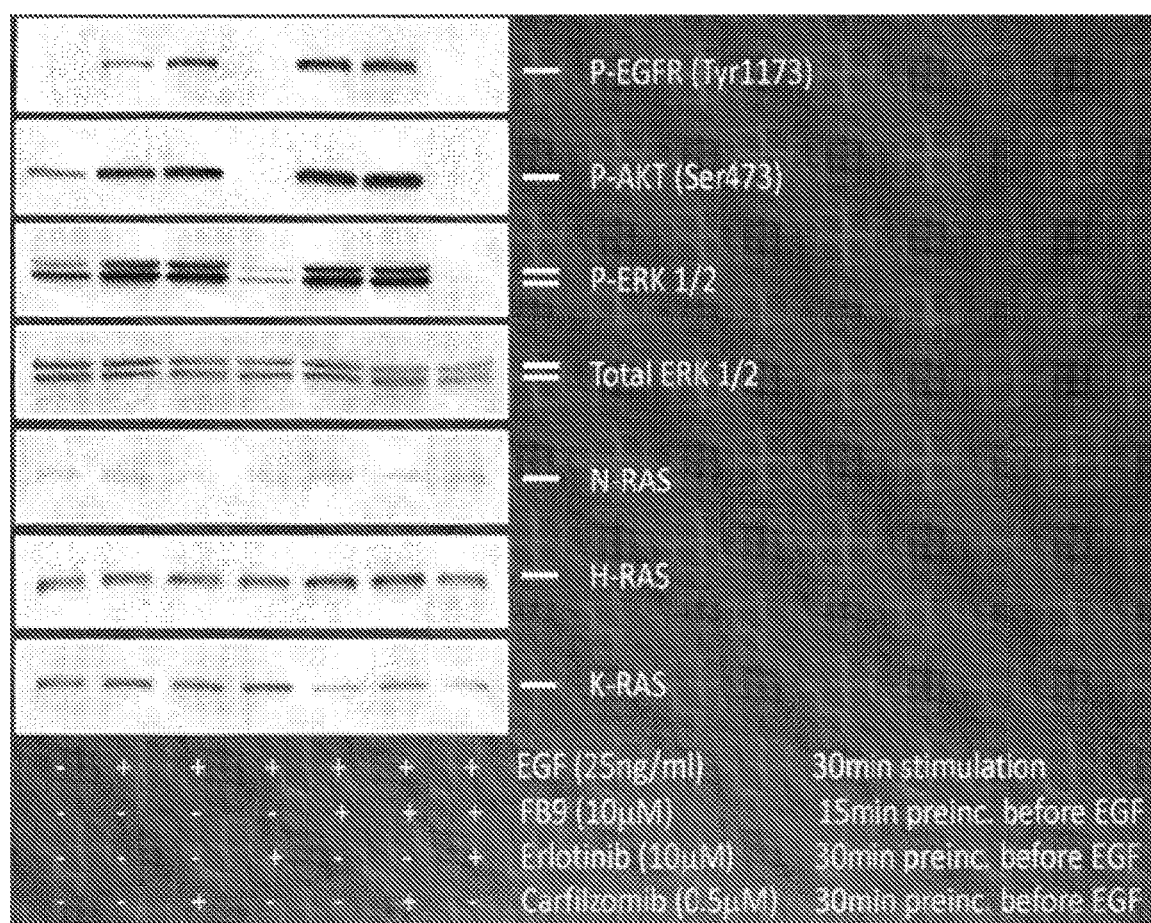 P-EGFR (Tyr1173)
P-AKT (Ser473)
P-ERK 1/2
Total ERK 1/2
N-RAS
H-RAS
K-RAS
- + + + + + + EGF (25ng/ml) 30min stimulation
- - - - + + + FB9 (10µM) 15min preinc. before EGF
- - - + - - + Erlotinib (10µM) 30min preinc. before EGF
- - + - - + - Carfilzomib (0.5µM) 30min preinc. before EGF